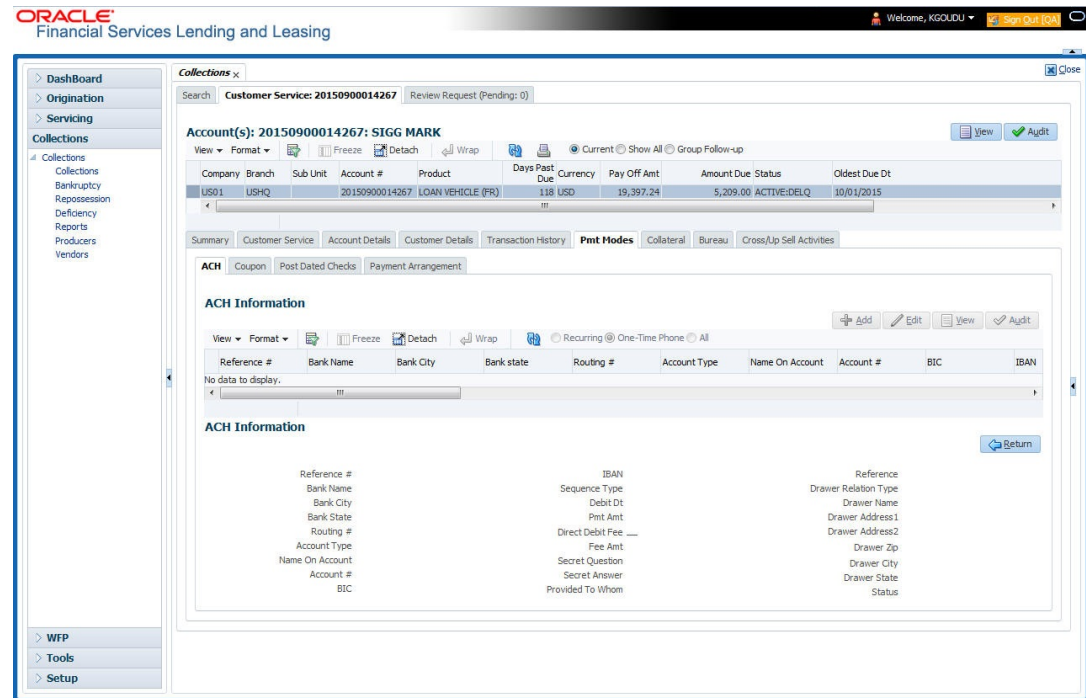 ORACLE®
Financial Services Lending and Leasing
Welcome, KGOUDU
Sign Out [QA]
Close
DashBoard
Origination
Servicing
Collections
Collections
Collections
Bankruptcy
Repossession
Deficiency
Reports
Producers
Vendors
WFP
Tools
Setup
Collections x
Search Customer Service: 20150900014267 Review Request (Pending: 0)
Account(s): 20150900014267: SIGG MARK
View Audit
View Format Freeze Detach Wrap Current Show All Group Follow-up
Company Branch Sub Unit Account # Product Days Past Due Currency Pay Off Amt Amount Due Status Oldest Due Dt
US01 USHQ 20150900014267 LOAN VEHICLE (FR) 118 USD 19,397.24 5,209.00 ACTIVE:DELQ 10/01/2015
Summary Customer Service Account Details Customer Details Transaction History Pmt Modes Collateral Bureau Cross/Up Sell Activities
ACH Coupon Post Dated Checks Payment Arrangement
ACH Information
Add Edit View Audit
View Format Freeze Detach Wrap Recurring One-Time Phone All
Reference # Bank Name Bank City Bank state Routing # Account Type Name On Account Account # BIC IBAN
No data to display.
ACH Information
Return
Reference # IBAN Reference
Bank Name Sequence Type Drawer Relation Type
Bank City Debit Dt Drawer Name
Bank State Pmt Amt Drawer Address1
Routing # Direct Debit Fee Drawer Address2
Account Type Fee Amt Drawer Zip
Name On Account Secret Question Drawer City
Account # Secret Answer Drawer State
BIC Provided To Whom Status